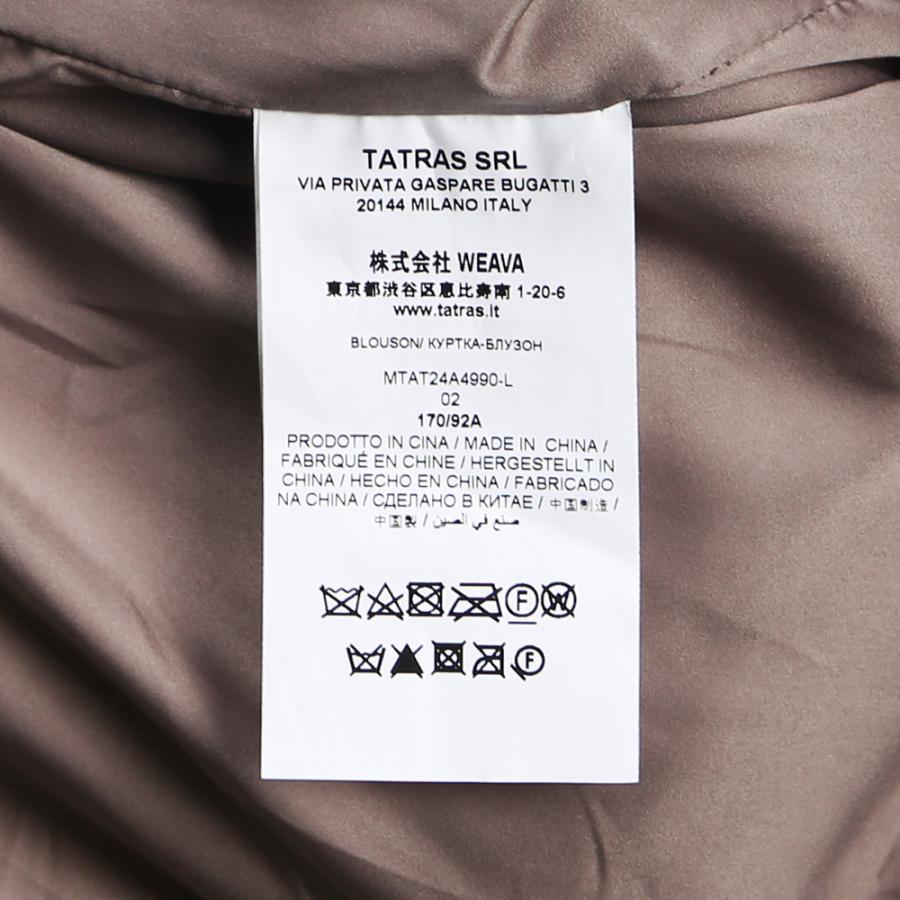 TATRAS SRL
VIA PRIVATA GASPARE BUGATTI 3
20144 MILANO ITALY
株式会社 WEAVA
東京都渋谷区恵比寿南 1-20-6
www.tatras.it
BLOUSON/ КУРТКА-БЛУЗОН
MTAT24A4990-L
02
170/92A
PRODOTTO IN CINA / MADE IN CHINA /
FABRIQUÉ EN CHINE / HERGESTELLT IN
CHINA / HECHO EN CHINA / FABRICADO
NA CHINA / СДЕЛАНО В КИТАЕ / 中国制造 /
中國製 / صنع في الصين
F W
F